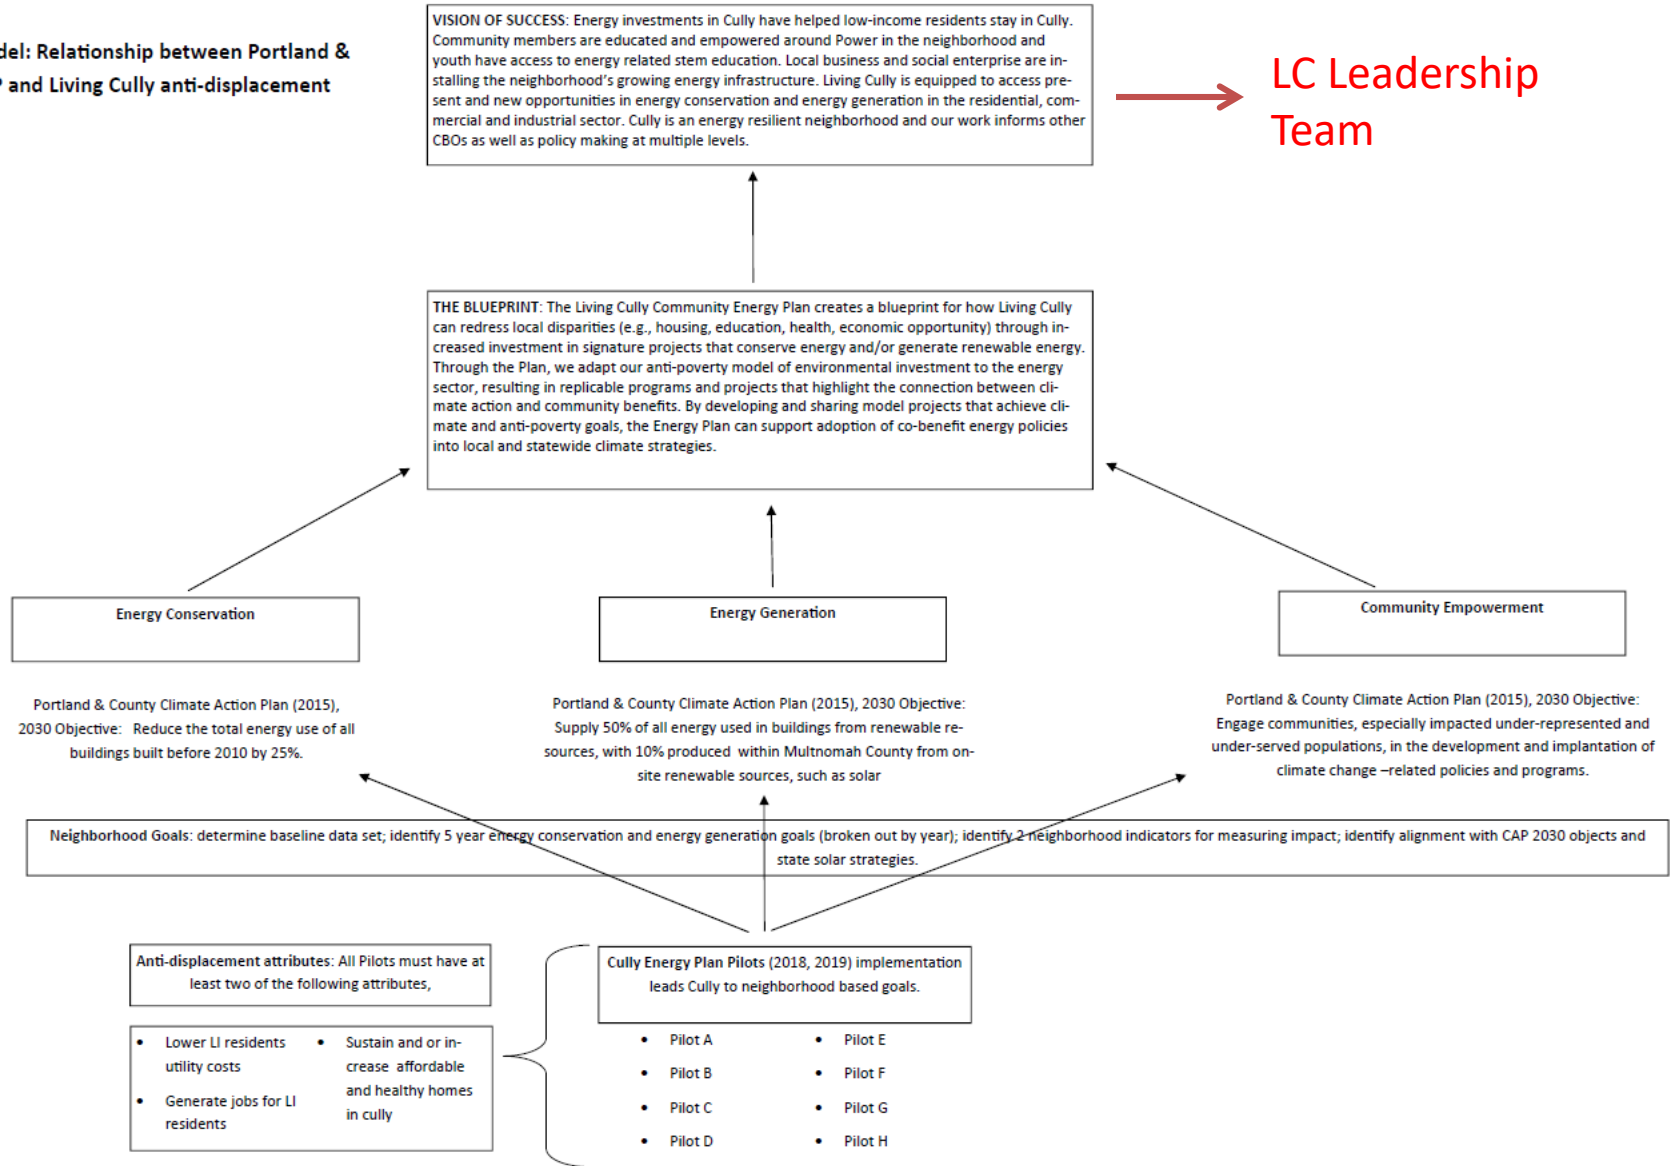 del: Relationship between Portland &
P and Living Cully anti-displacement
VISION OF SUCCESS: Energy investments in Cully have helped low-income residents stay in Cully.
Community members are educated and empowered around Power in the neighborhood and
youth have access to energy related stem education. Local business and social enterprise are in-
stalling the neighborhood's growing energy infrastructure. Living Cully is equipped to access pre-
sent and new opportunities in energy conservation and energy generation in the residential, com-
mercial and industrial sector. Cully is an energy resilient neighborhood and our work informs other
CBOs as well as policy making at multiple levels.
LC Leadership
Team
THE BLUEPRINT: The Living Cully Community Energy Plan creates a blueprint for how Living Cully
can redress local disparities (e.g., housing, education, health, economic opportunity) through in-
creased investment in signature projects that conserve energy and/or generate renewable energy.
Through the Plan, we adapt our anti-poverty model of environmental investment to the energy
sector, resulting in replicable programs and projects that highlight the connection between cli-
mate action and community benefits. By developing and sharing model projects that achieve cli-
mate and anti-poverty goals, the Energy Plan can support adoption of co-benefit energy policies
into local and statewide climate strategies.
Energy Conservation
Energy Generation
Community Empowerment
Portland & County Climate Action Plan (2015),
2030 Objective: Reduce the total energy use of all
buildings built before 2010 by 25%.
Portland & County Climate Action Plan (2015), 2030 Objective:
Supply 50% of all energy used in buildings from renewable re-
sources, with 10% produced within Multnomah County from on-
site renewable sources, such as solar
Portland & County Climate Action Plan (2015), 2030 Objective:
Engage communities, especially impacted under-represented and
under-served populations, in the development and implantation of
climate change –related policies and programs.
Neighborhood Goals: determine baseline data set; identify 5 year energy conservation and energy generation goals (broken out by year); identify 2 neighborhood indicators for measuring impact; identify alignment with CAP 2030 objects and
state solar strategies.
Anti-displacement attributes: All Pilots must have at
least two of the following attributes,
• Lower LI residents
utility costs
• Generate jobs for LI
residents
• Sustain and or in-
crease affordable
and healthy homes
in cully
Cully Energy Plan Pilots (2018, 2019) implementation
leads Cully to neighborhood based goals.
• Pilot A
• Pilot B
• Pilot C
• Pilot D
• Pilot E
• Pilot F
• Pilot G
• Pilot H